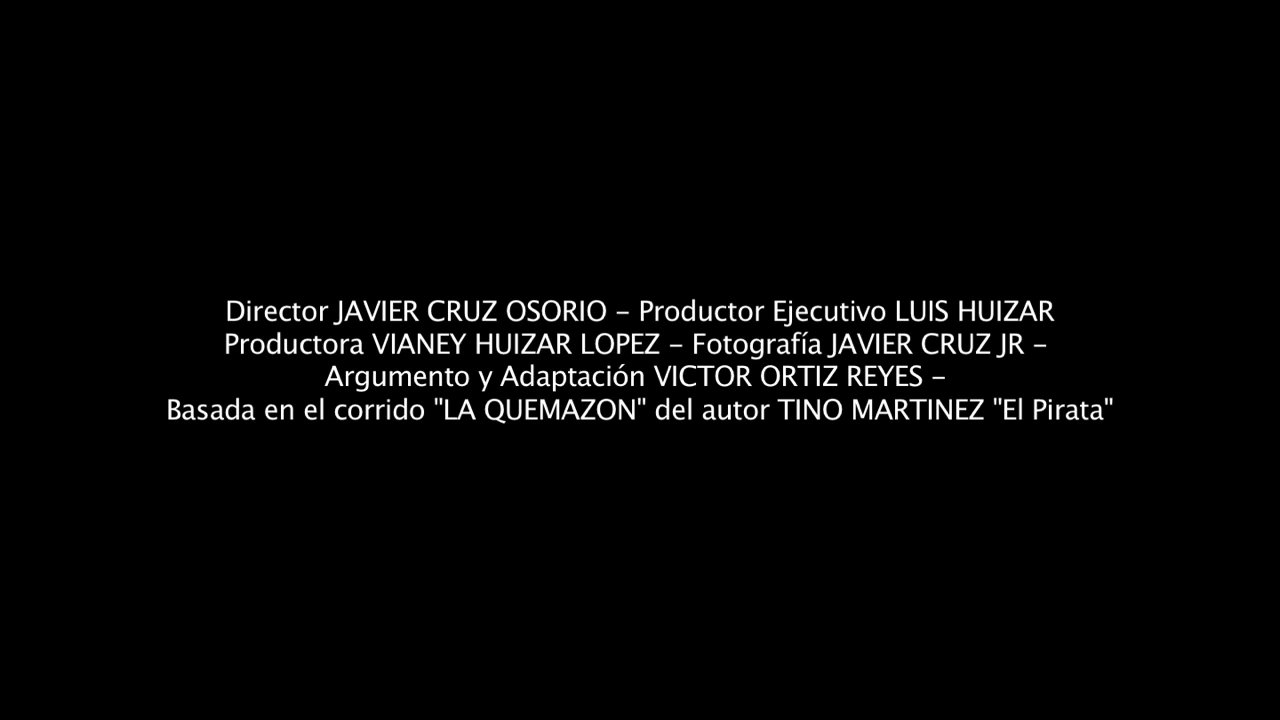 Director JAVIER CRUZ OSORIO - Productor Ejecutivo LUIS HUIZAR
Productora VIANEY HUIZAR LOPEZ - Fotografía JAVIER CRUZ JR -
Argumento y Adaptación VICTOR ORTIZ REYES -
Basada en el corrido "LA QUEMAZON" del autor TINO MARTINEZ "El Pirata"